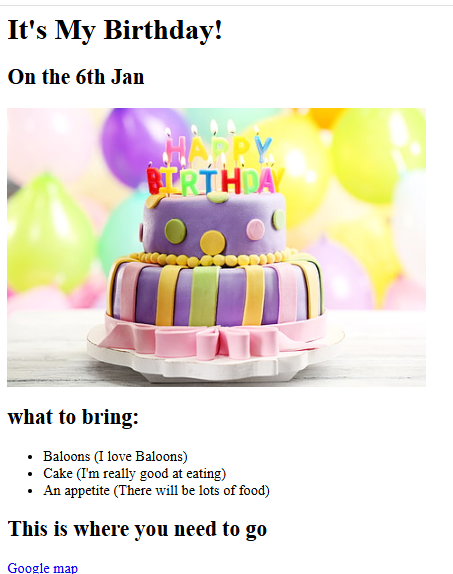 It's My Birthday!
On the 6th Jan
HAPPY
BIRTHDAY
what to bring:
Baloons (I love Baloons)
Cake (I'm really good at eating)
An appetite (There will be lots of food)
This is where you need to go
Google map